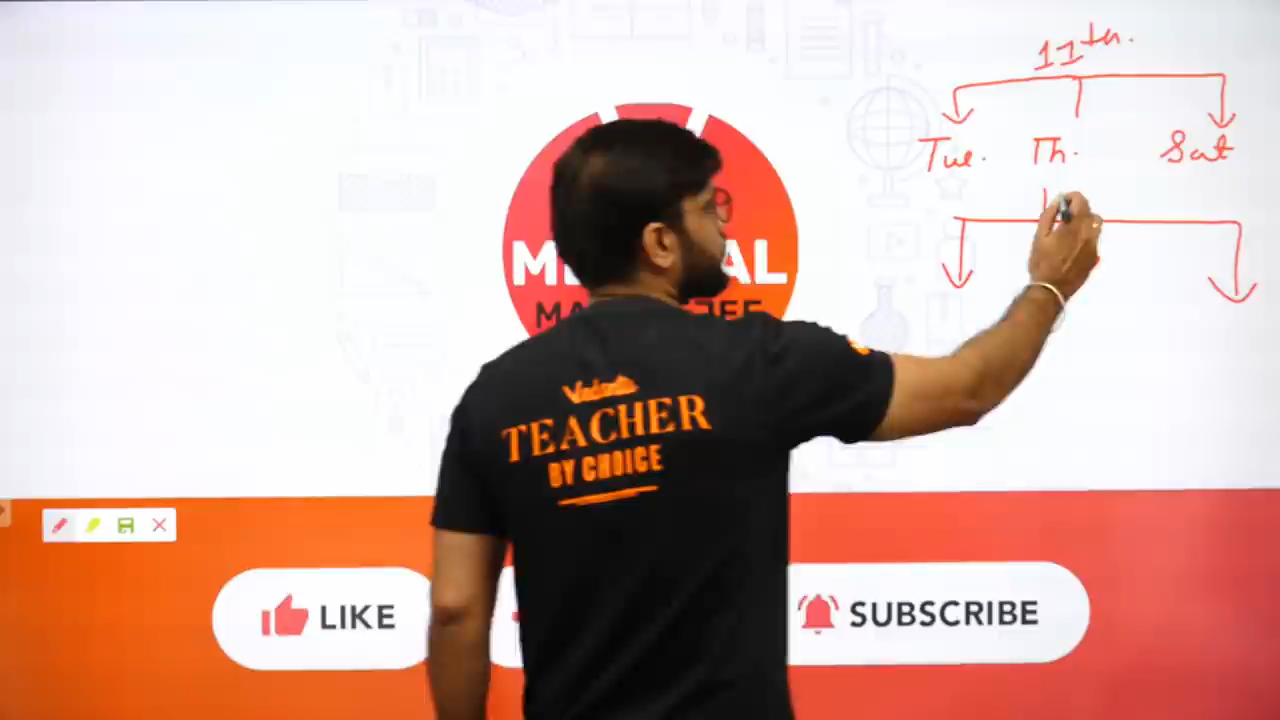 11th.
Tue. Th. Sat
TEACHER
BY CHOICE
LIKE
SUBSCRIBE